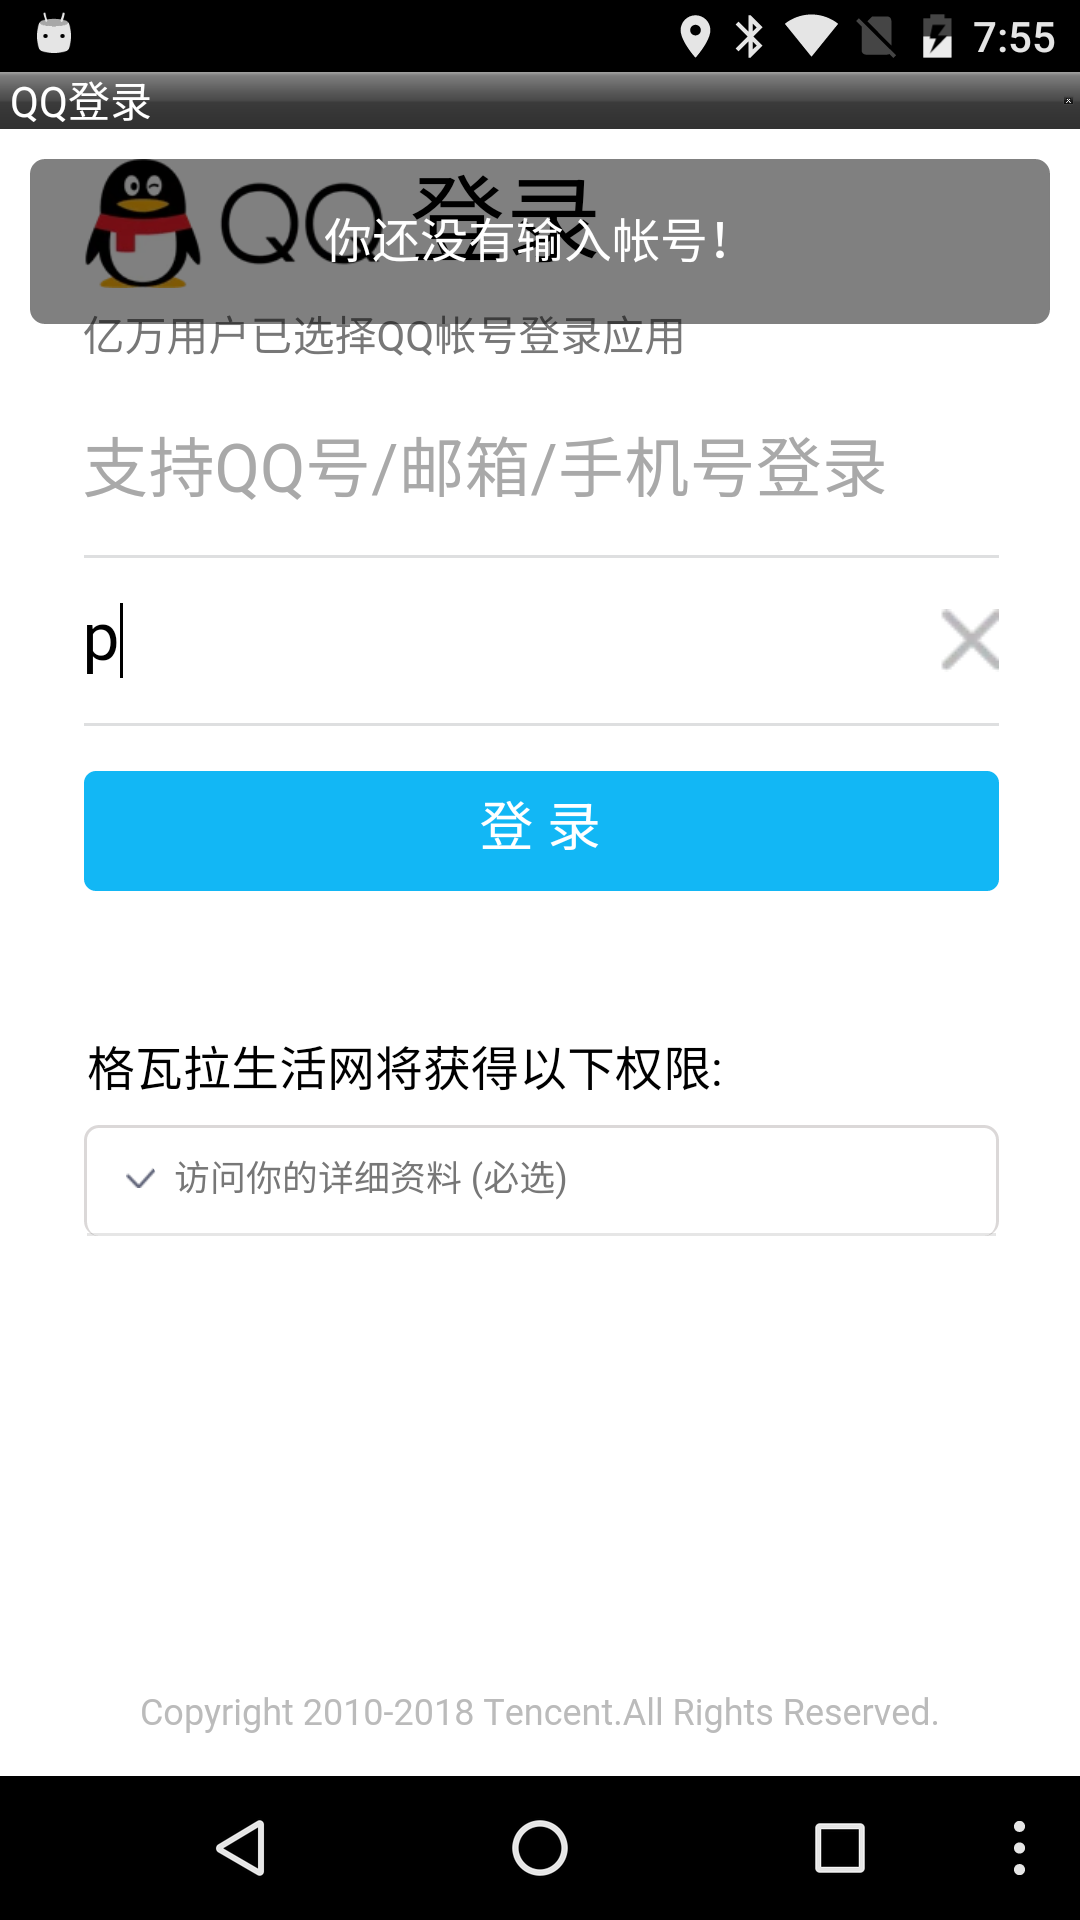 7:55
QQ登录
QQ 登录
你还没有输入帐号!
亿万用户已选择QQ帐号登录应用
支持QQ号/邮箱/手机号登录
p
登 录
格瓦拉生活网将获得以下权限:
访问你的详细资料 (必选)
Copyright 2010-2018 Tencent.All Rights Reserved.